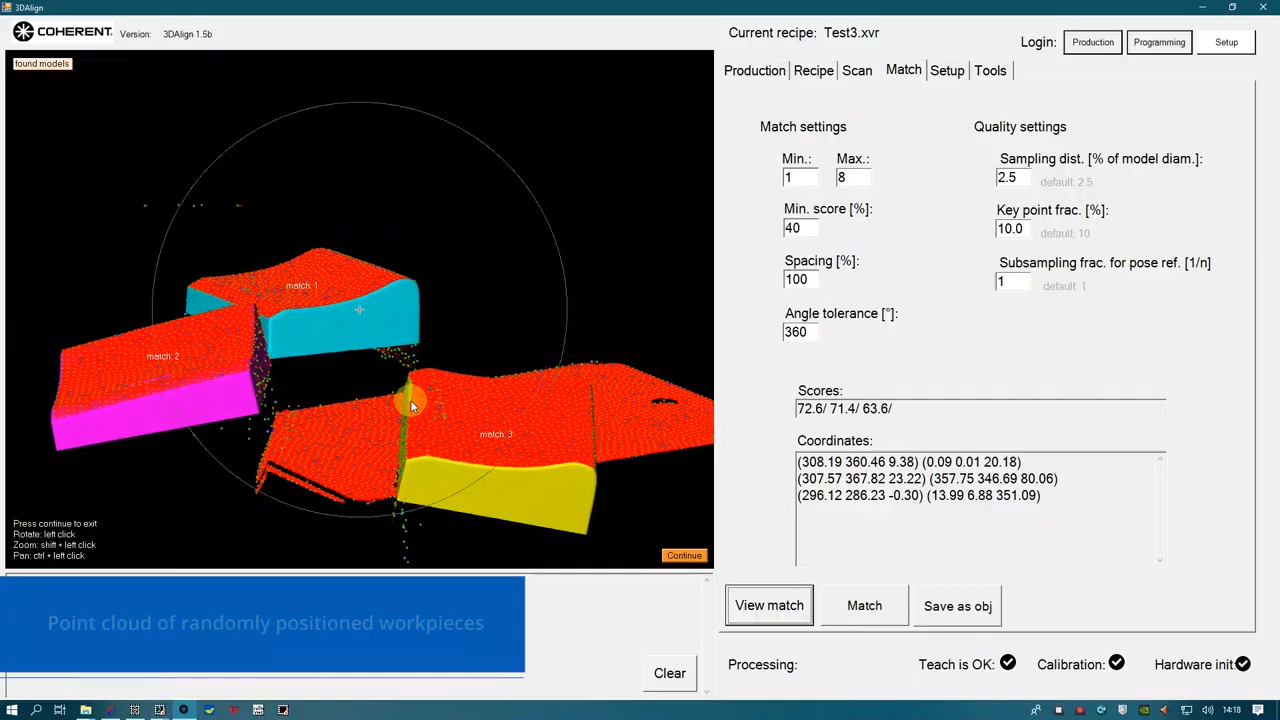 3DAlign
COHERENT
Version: 3DAlign 1.5b
found models
match: 1
match: 2
match: 3
Press continue to exit
Rotate: left click
Zoom: shift + left click
Pan: ctrl + left click
Continue
Point cloud of randomly positioned workpieces
Clear
Current recipe: Test3.xvr
Login: Production Programming Setup
Production Recipe Scan Match Setup Tools
Match settings
Min.: Max.:
1 8
Min. score [%]:
40
Spacing [%]:
100
Angle tolerance [°]:
360
Quality settings
Sampling dist. [% of model diam.]:
2.5 default: 2.5
Key point frac. [%]:
10.0 default: 10
Subsampling frac. for pose ref. [1/n]
1 default: 1
Scores:
72.6/ 71.4/ 63.6/
Coordinates:
(308.19 360.46 9.38) (0.09 0.01 20.18)
(307.57 367.82 23.22) (357.75 346.69 80.06)
(296.12 286.23 -0.30) (13.99 6.88 351.09)
View match Match Save as obj
Processing: Teach is OK: Calibration: Hardware init:
14:18